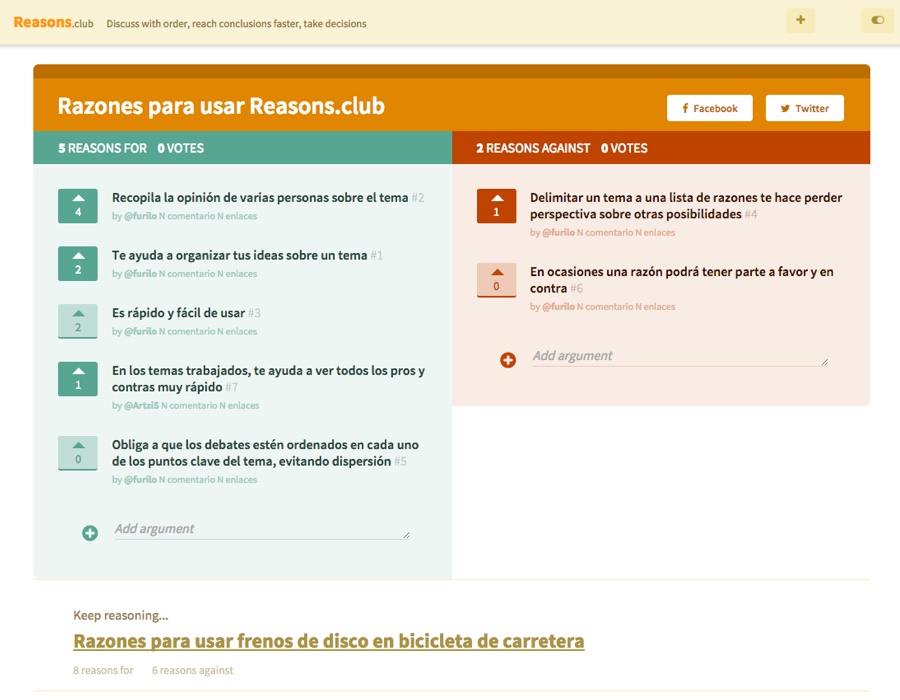 Reasons.club Discuss with order, reach conclusions faster, take decisions
Razones para usar Reasons.club
Facebook
Twitter
5 REASONS FOR 0 VOTES
4
Recopila la opinión de varias personas sobre el tema #2
by @furilo N comentario N enlaces
2
Te ayuda a organizar tus ideas sobre un tema #1
by @furilo N comentario N enlaces
2
Es rápido y fácil de usar #3
by @furilo N comentario N enlaces
1
En los temas trabajados, te ayuda a ver todos los pros y
contras muy rápido #7
by @ArtziS N comentario N enlaces
0
Obliga a que los debates estén ordenados en cada uno
de los puntos clave del tema, evitando dispersión #5
by @furilo N comentario N enlaces
Add argument
2 REASONS AGAINST 0 VOTES
1
Delimitar un tema a una lista de razones te hace perder
perspectiva sobre otras posibilidades #4
by @furilo N comentario N enlaces
0
En ocasiones una razón podrá tener parte a favor y en
contra #6
by @furilo N comentario N enlaces
Add argument
Keep reasoning...
Razones para usar frenos de disco en bicicleta de carretera
8 reasons for 6 reasons against